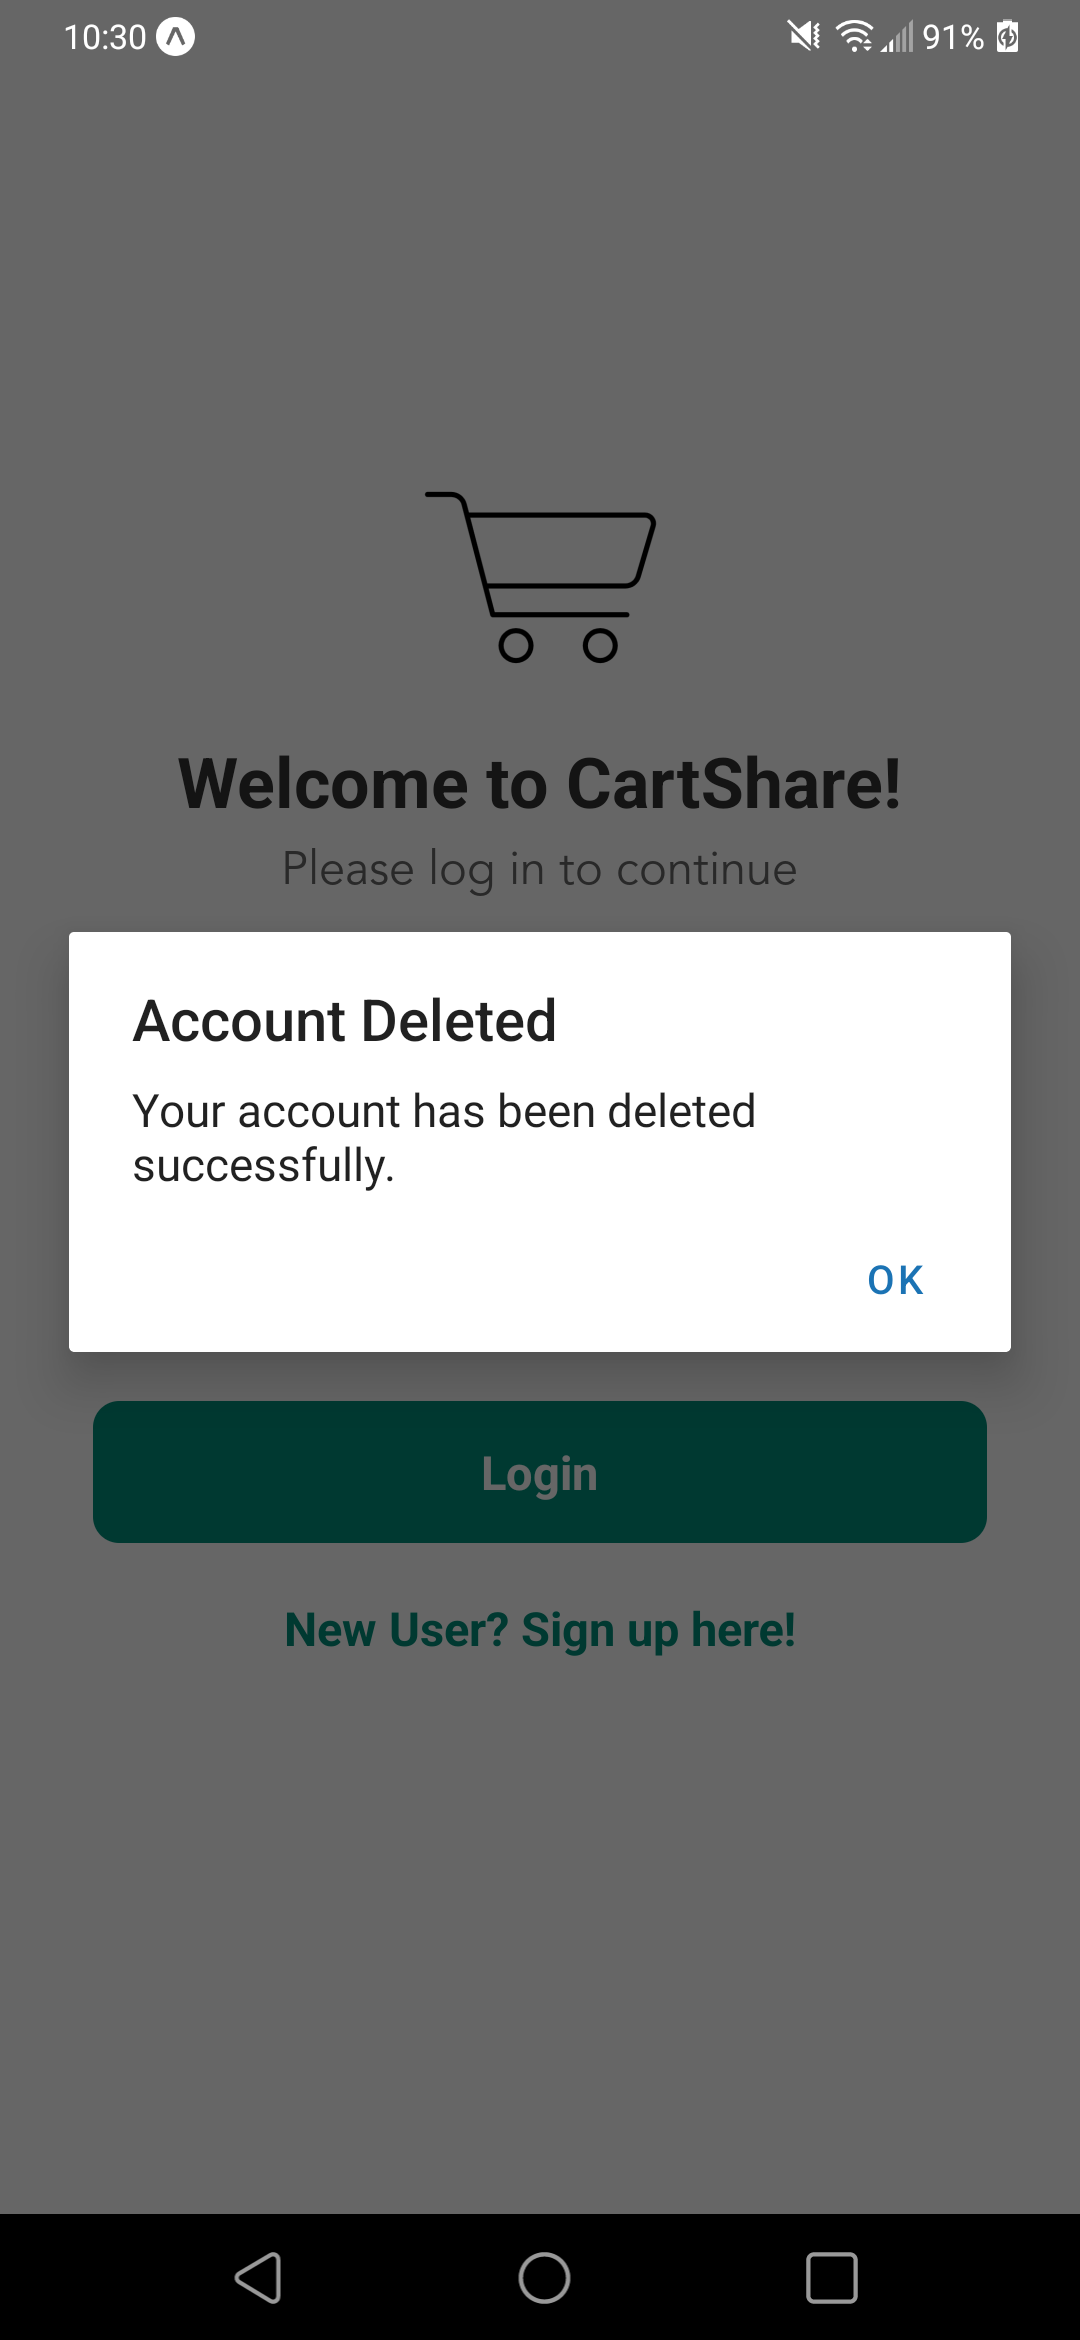 10:30
91%
Welcome to CartShare!
Please log in to continue
Account Deleted
Your account has been deleted
successfully.
OK
Login
New User? Sign up here!